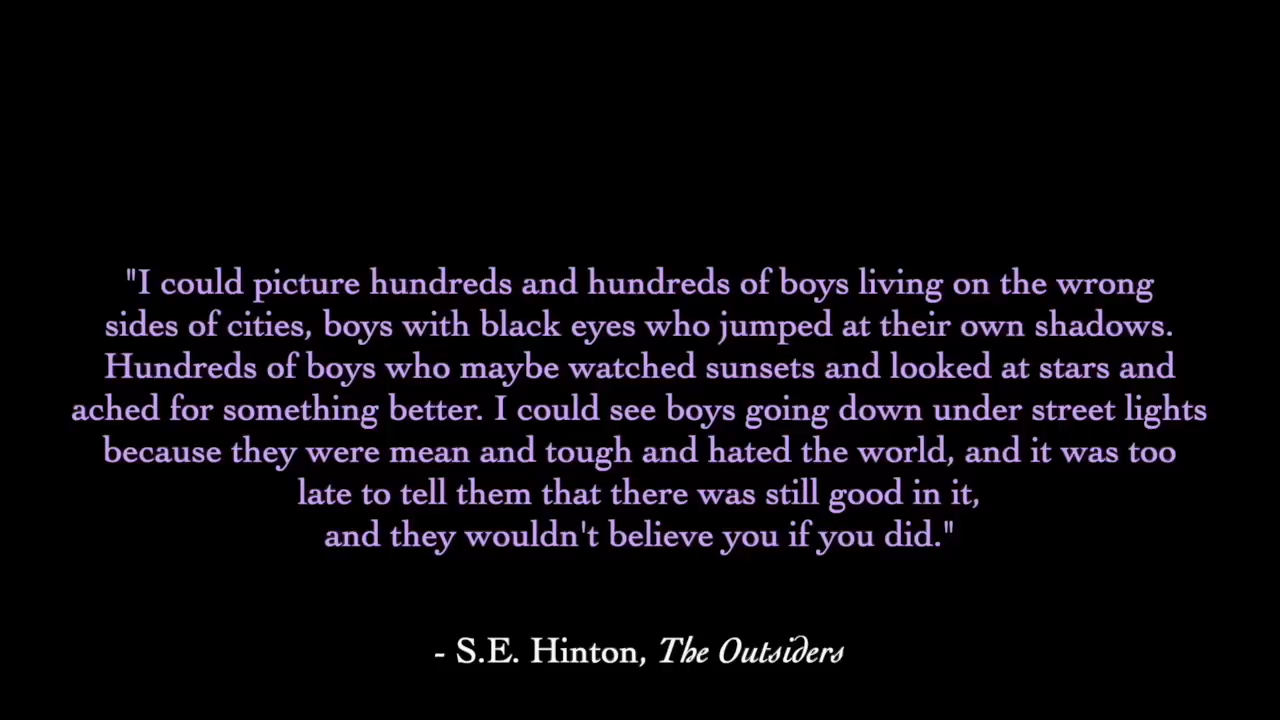 "I could picture hundreds and hundreds of boys living on the wrong
sides of cities, boys with black eyes who jumped at their own shadows.
Hundreds of boys who maybe watched sunsets and looked at stars and
ached for something better. I could see boys going down under street lights
because they were mean and tough and hated the world, and it was too
late to tell them that there was still good in it,
and they wouldn't believe you if you did."
- S.E. Hinton, The Outsiders